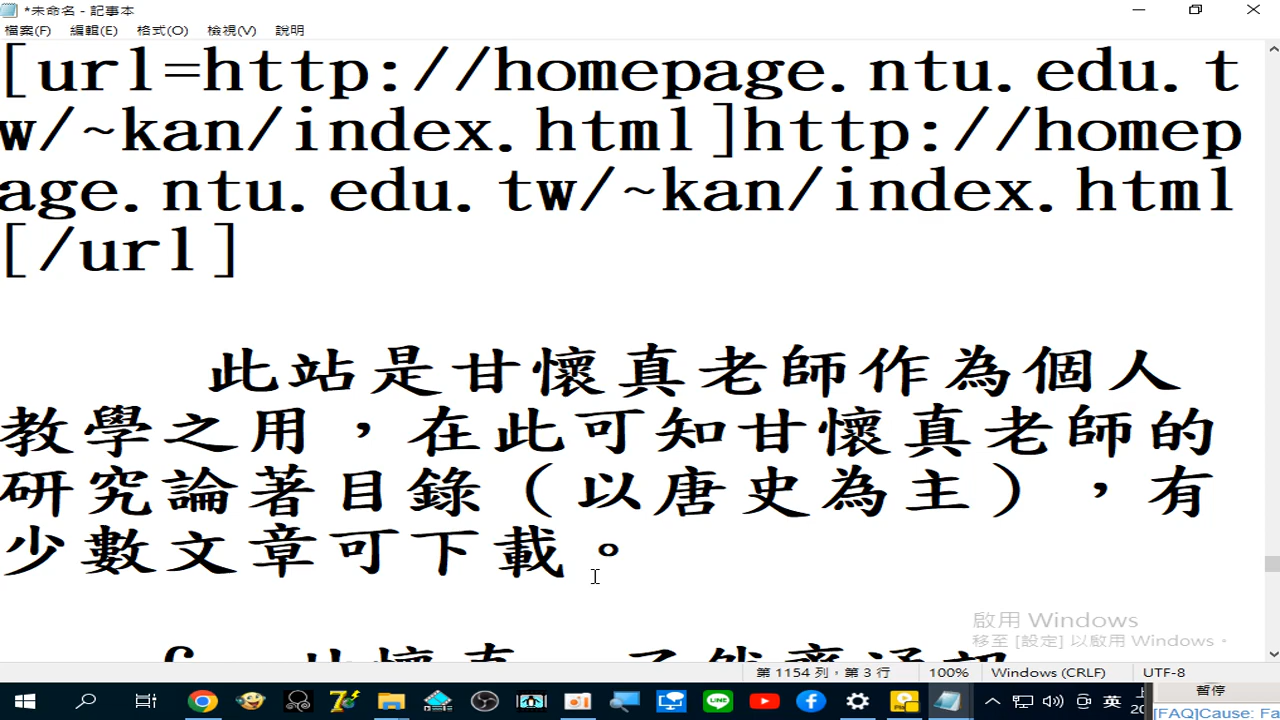 *未命名 - 記事本
檔案(F) 編輯(E) 格式(O) 檢視(V) 說明
[url=http://homepage.ntu.edu.t
w/~kan/index.html]http://homep
age.ntu.edu.tw/~kan/index.html
[/url]
此站是甘懷真老師作為個人
教學之用，在此可知甘懷真老師的
研究論著目錄（以唐史為主），有
少數文章可下載。
啟用 Windows
移至 [設定] 以啟用 Windows。
第 1154 列，第 3 行 100% Windows (CRLF) UTF-8
英
暫停
[FAQ]Cause: Fa